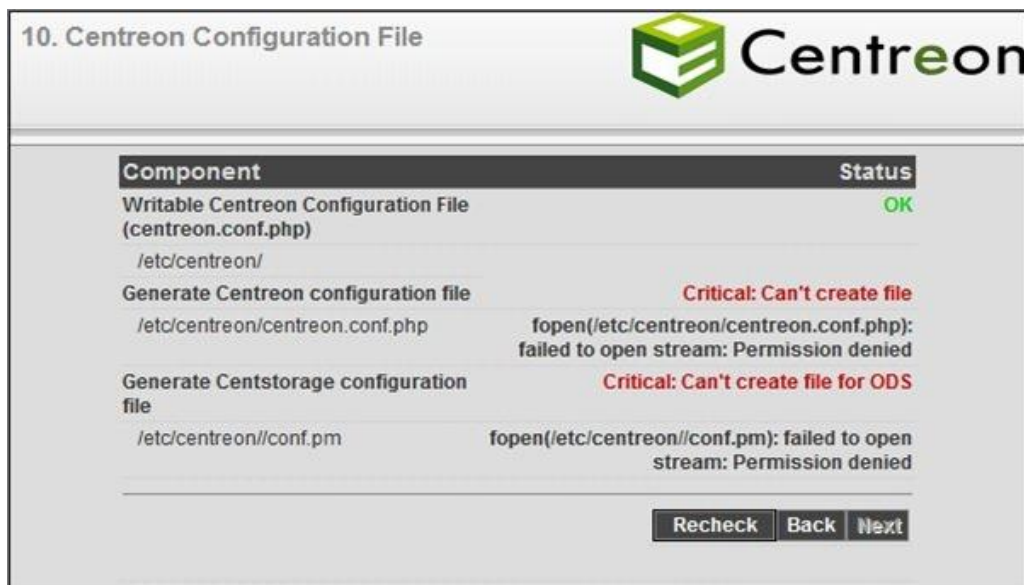 10. Centreon Configuration File
Centreon
Component Status
Writable Centreon Configuration File OK
(centreon.conf.php)
/etc/centreon/
Generate Centreon configuration file Critical: Can't create file
/etc/centreon/centreon.conf.php fopen(/etc/centreon/centreon.conf.php):
failed to open stream: Permission denied
Generate Centstorage configuration Critical: Can't create file for ODS
file
/etc/centreon//conf.pm fopen(/etc/centreon//conf.pm): failed to open
stream: Permission denied
Recheck Back Next